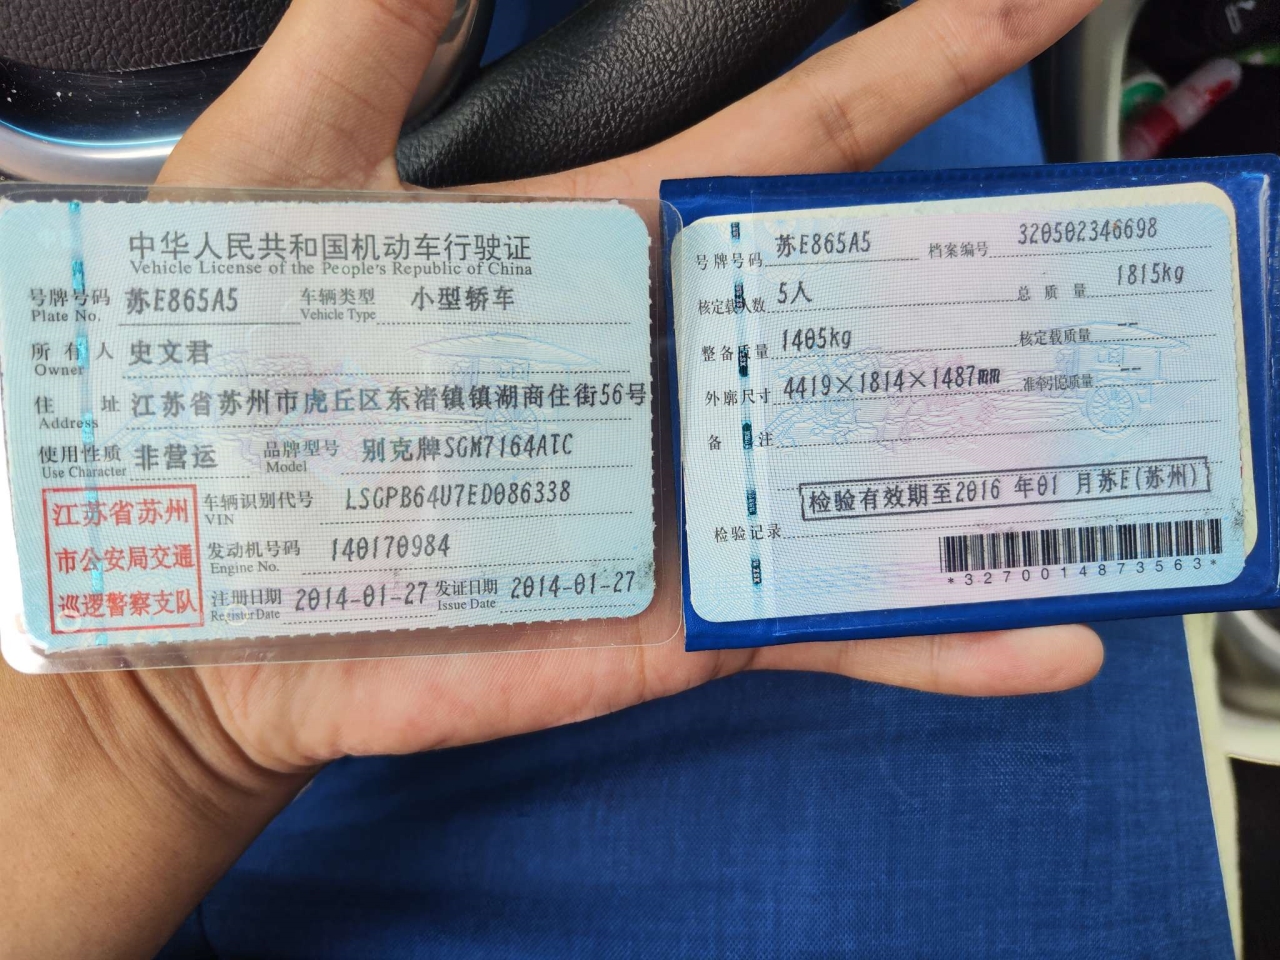 中华人民共和国机动车行驶证
Vehicle License of the People's Republic of China
号牌号码 苏E865A5 车辆类型 小型轿车
Plate No. Vehicle Type
所有人 史文君
Owner
住址 江苏省苏州市虎丘区东渚镇镇湖商住街56号
Address
使用性质 非营运 品牌型号 别克牌SGM7164ATC
Use Character Model
江苏省苏州
市公安局交通
巡逻警察支队
车辆识别代号 LSGPB64U7ED086338
VIN
发动机号码 140170984
Engine No.
注册日期 2014-01-27 发证日期 2014-01-27
Register Date Issue Date
号牌号码 苏E865A5 档案编号 320502346698
核定载人数 5人 总质量 1815kg
整备质量 1405kg 核定载质量 --
外廓尺寸 4419×1814×1487mm 准牵引总质量 --
备注
检验有效期至2016 年01 月苏E(苏州)
检验记录
*3270014873563*